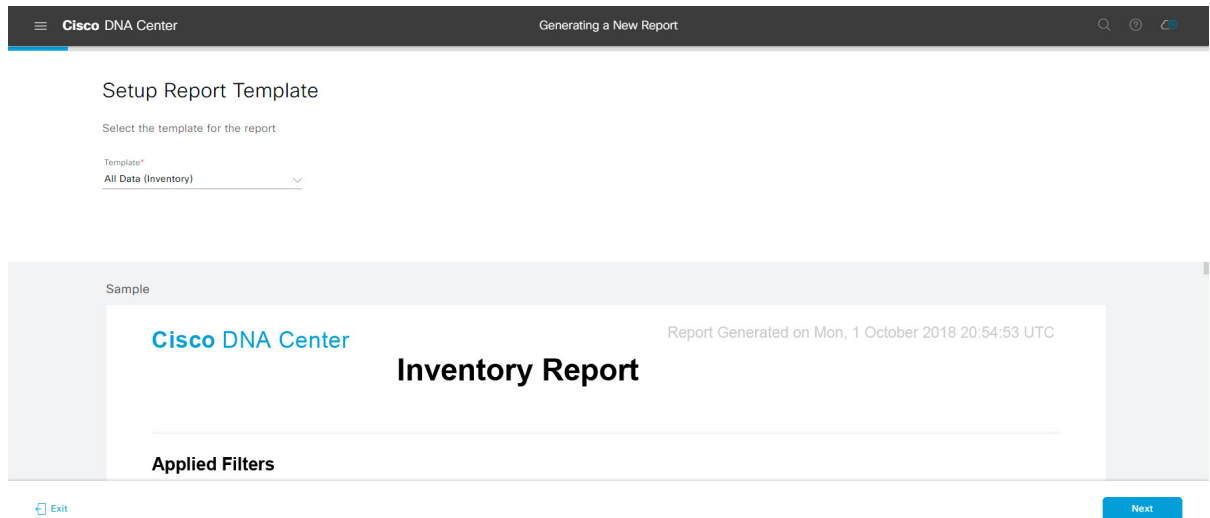 Cisco DNA Center
Generating a New Report
Setup Report Template
Select the template for the report
Template*
All Data (Inventory)
Sample
Cisco DNA Center
Report Generated on Mon, 1 October 2018 20:54:53 UTC
Inventory Report
Applied Filters
Exit
Next